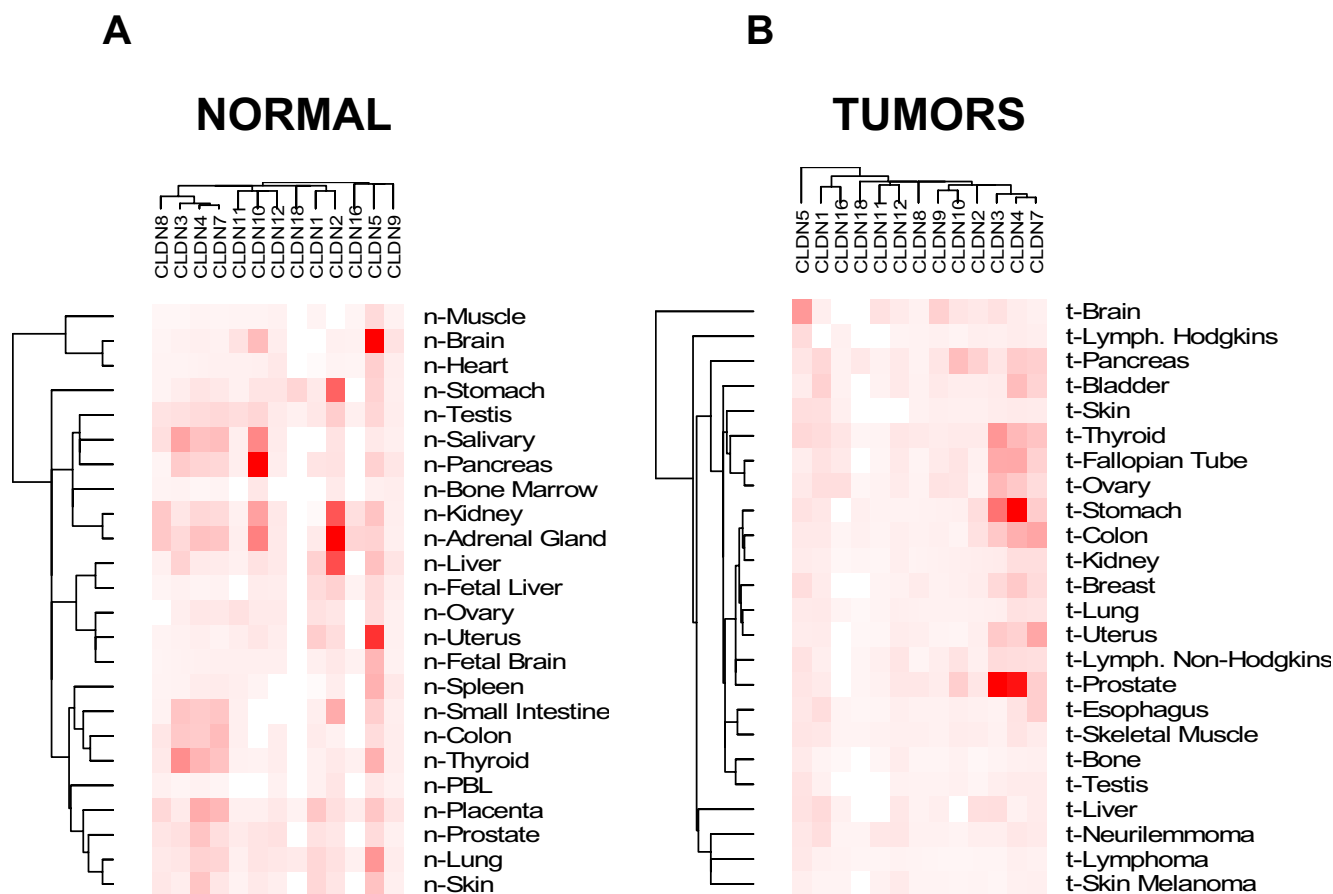 A
B
NORMAL
TUMORS
CLDN8
CLDN3
CLDN4
CLDN7
CLDN11
CLDN10
CLDN12
CLDN18
CLDN1
CLDN2
CLDN16
CLDN5
CLDN9
n-Muscle
n-Brain
n-Heart
n-Stomach
n-Testis
n-Salivary
n-Pancreas
n-Bone Marrow
n-Kidney
n-Adrenal Gland
n-Liver
n-Fetal Liver
n-Ovary
n-Uterus
n-Fetal Brain
n-Spleen
n-Small Intestine
n-Colon
n-Thyroid
n-PBL
n-Placenta
n-Prostate
n-Lung
n-Skin
CLDN5
CLDN1
CLDN16
CLDN18
CLDN11
CLDN12
CLDN8
CLDN9
CLDN10
CLDN2
CLDN3
CLDN4
CLDN7
t-Brain
t-Lymph. Hodgkins
t-Pancreas
t-Bladder
t-Skin
t-Thyroid
t-Fallopian Tube
t-Ovary
t-Stomach
t-Colon
t-Kidney
t-Breast
t-Lung
t-Uterus
t-Lymph. Non-Hodgkins
t-Prostate
t-Esophagus
t-Skeletal Muscle
t-Bone
t-Testis
t-Liver
t-Neurilemmoma
t-Lymphoma
t-Skin Melanoma